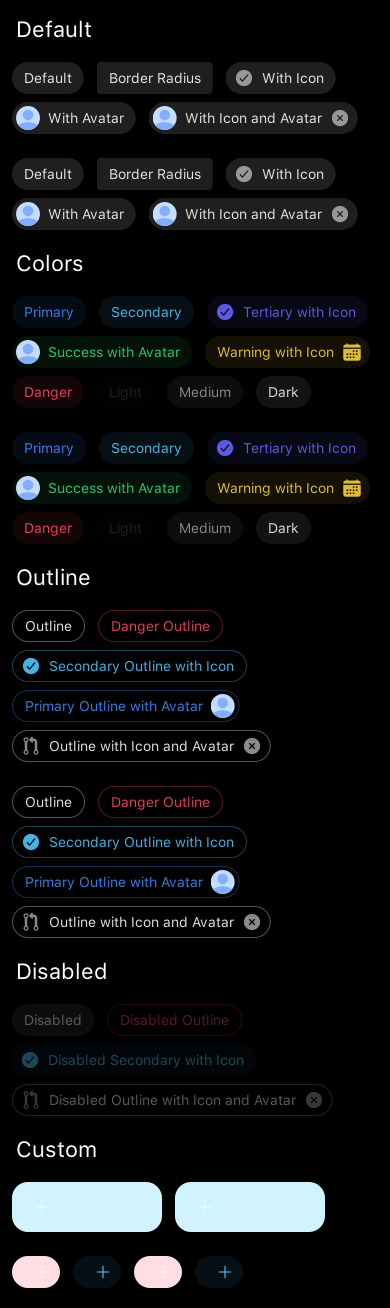 Default
Default Border Radius With Icon
With Avatar With Icon and Avatar
Default Border Radius With Icon
With Avatar With Icon and Avatar
Colors
Primary Secondary Tertiary with Icon
Success with Avatar Warning with Icon
Danger Light Medium Dark
Primary Secondary Tertiary with Icon
Success with Avatar Warning with Icon
Danger Light Medium Dark
Outline
Outline Danger Outline
Secondary Outline with Icon
Primary Outline with Avatar
Outline with Icon and Avatar
Outline Danger Outline
Secondary Outline with Icon
Primary Outline with Avatar
Outline with Icon and Avatar
Disabled
Disabled Disabled Outline
Disabled Secondary with Icon
Disabled Outline with Icon and Avatar
Custom